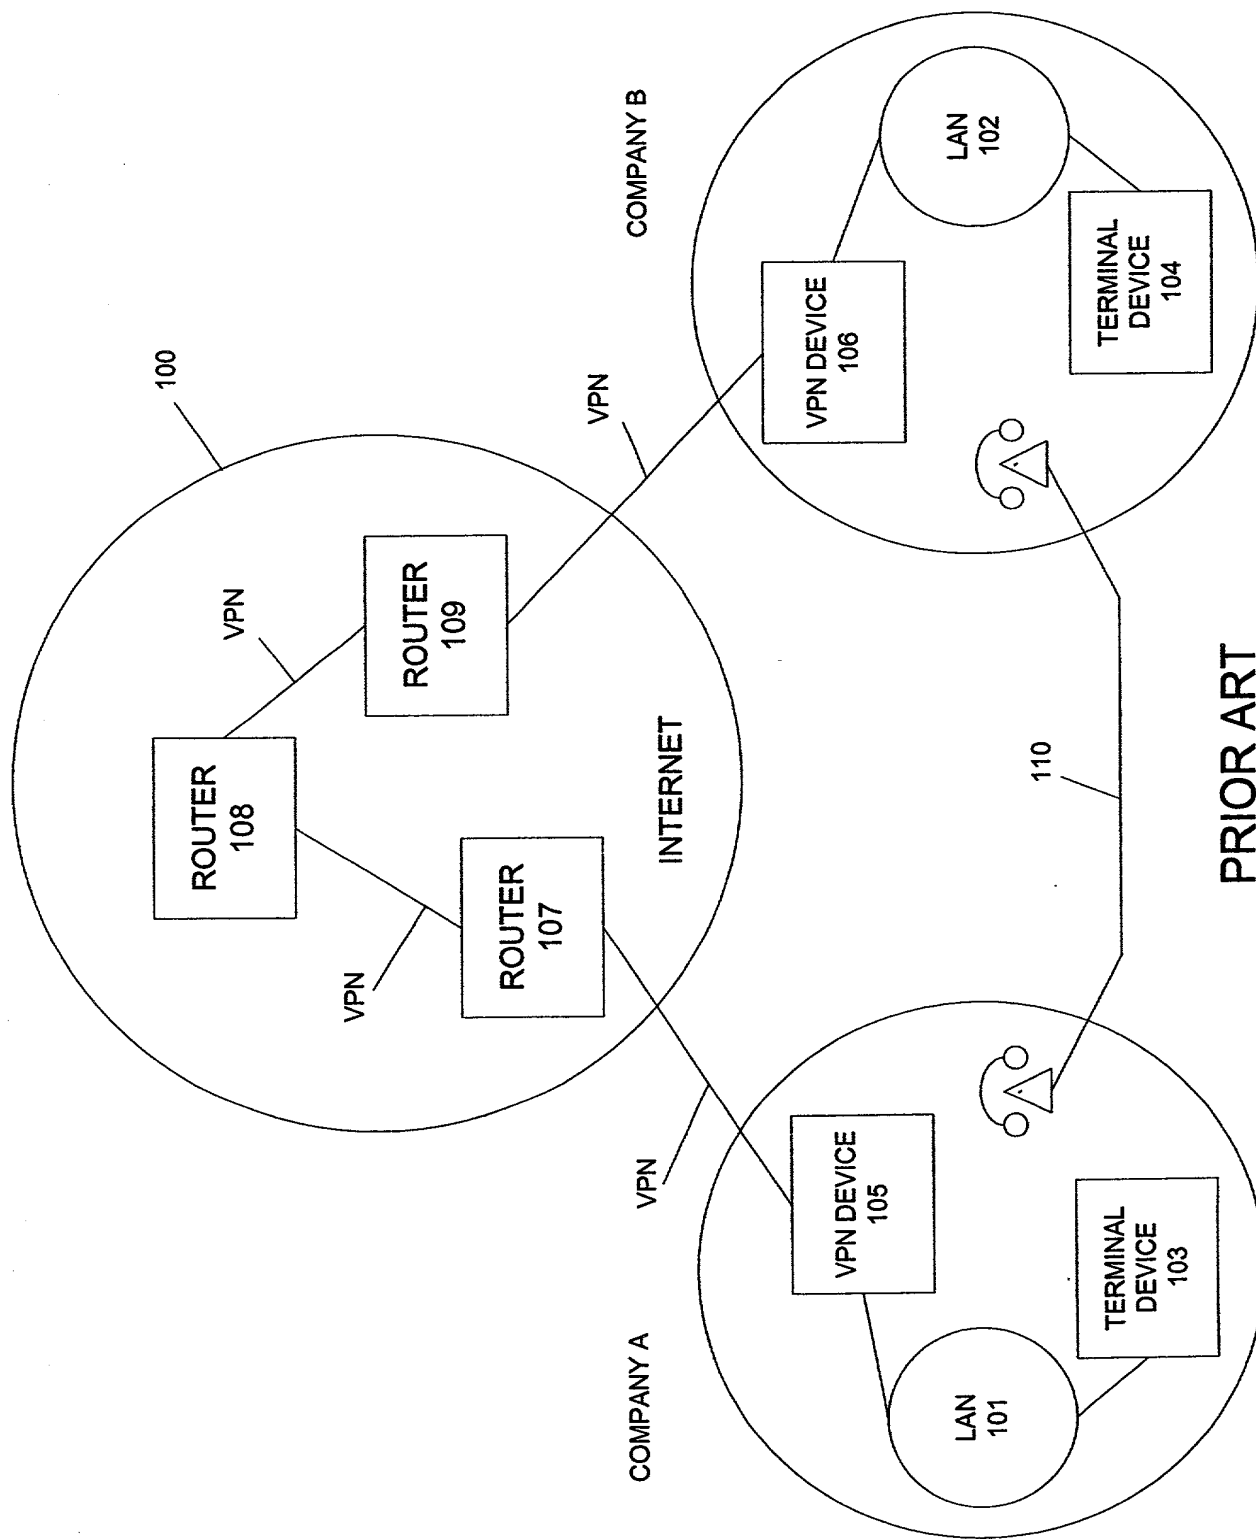 100
ROUTER
108
VPN
ROUTER
109
VPN
ROUTER
107
INTERNET
VPN
VPN
COMPANY A
COMPANY B
VPN DEVICE
105
VPN DEVICE
106
LAN
101
LAN
102
TERMINAL
DEVICE
103
TERMINAL
DEVICE
104
110
PRIOR ART